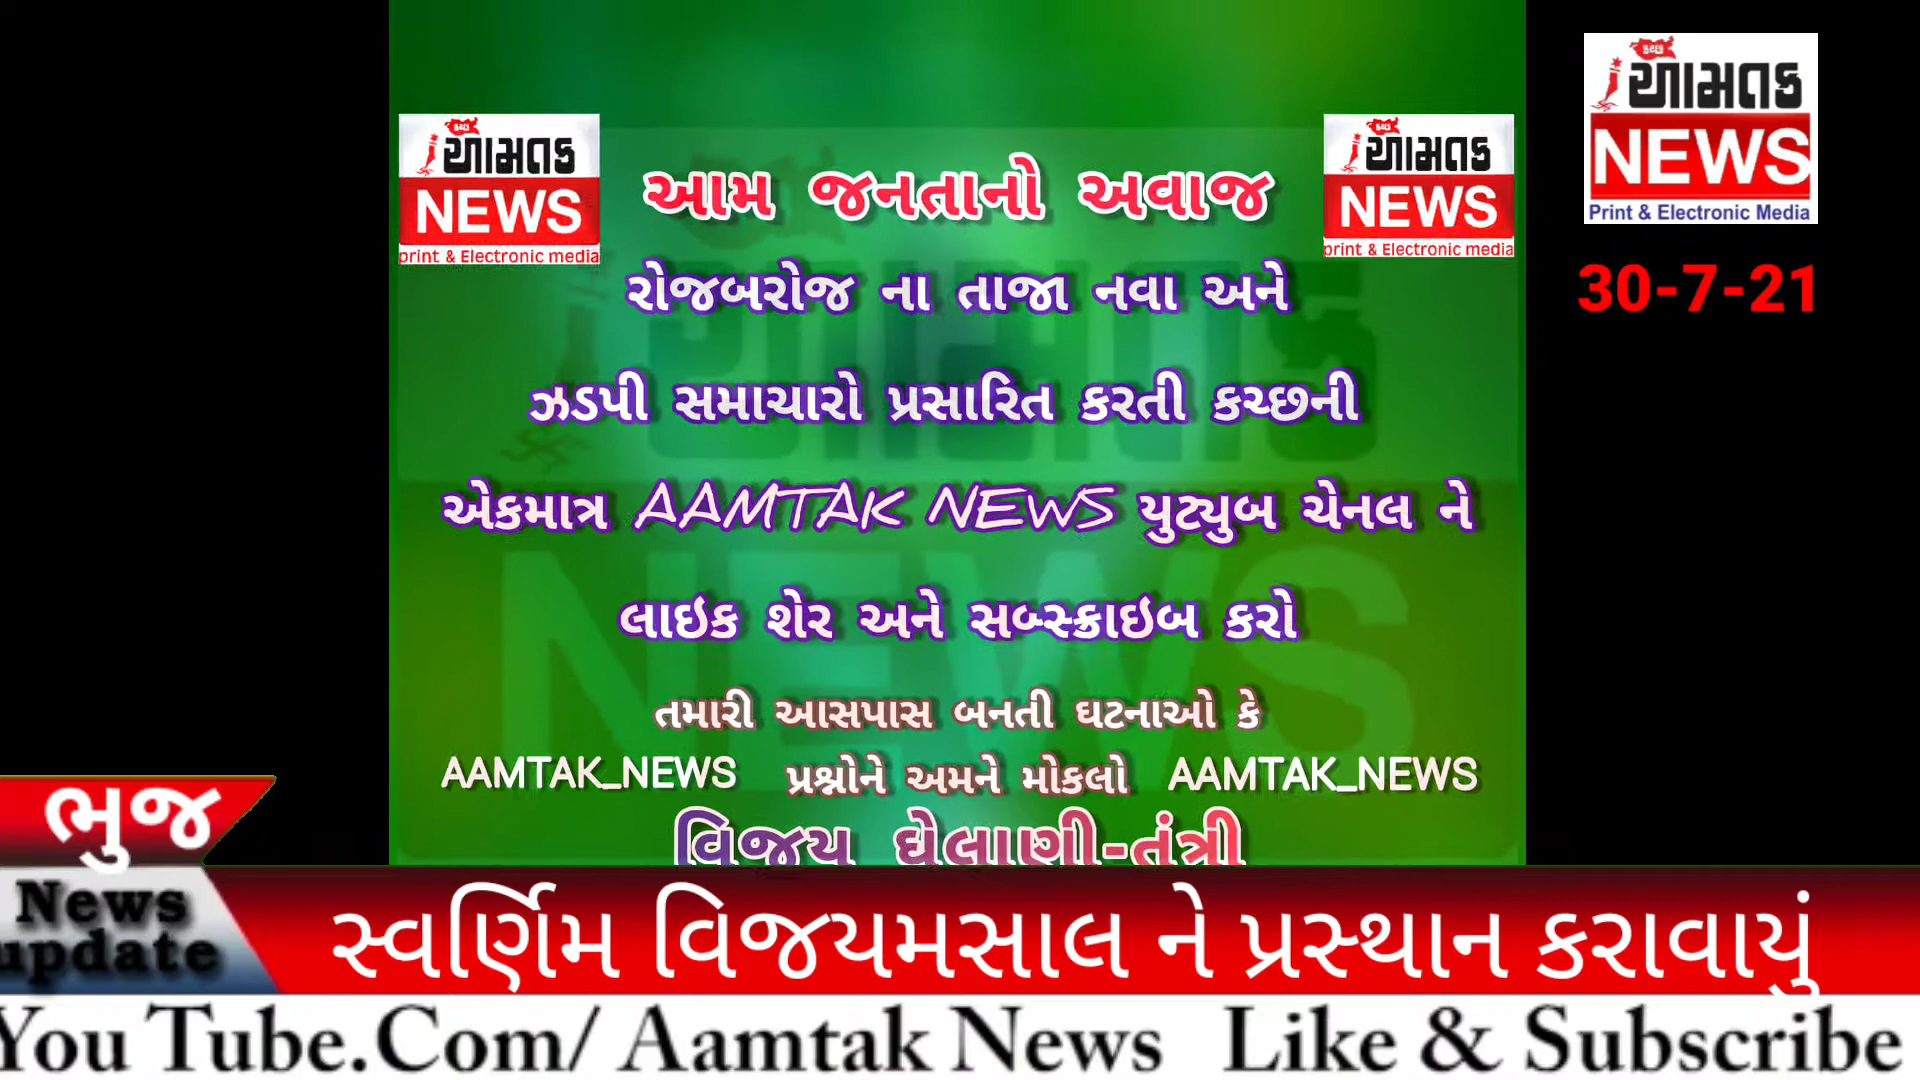 કચ્છ
આમતક
NEWS
print & Electronic media
કચ્છ
આમતક
NEWS
print & Electronic media
કચ્છ
આમતક
NEWS
Print & Electronic Media
30-7-21
આમ જનતાનો અવાજ
રોજબરોજ ના તાજા નવા અને
ઝડપી સમાચારો પ્રસારિત કરતી કચ્છની
એકમાત્ર AAMTAK NEWS યુટ્યુબ ચેનલ ને
લાઇક શેર અને સબ્સ્ક્રાઇબ કરો
તમારી આસપાસ બનતી ઘટનાઓ કે
AAMTAK_NEWS પ્રશ્નોને અમને મોકલો AAMTAK_NEWS
વિજય ઘેલાણી-તંત્રી
ભુજ
News
update
સ્વર્ણિમ વિજયમસાલ ને પ્રસ્થાન કરાવાયું
You Tube.Com/ Aamtak News Like & Subscribe